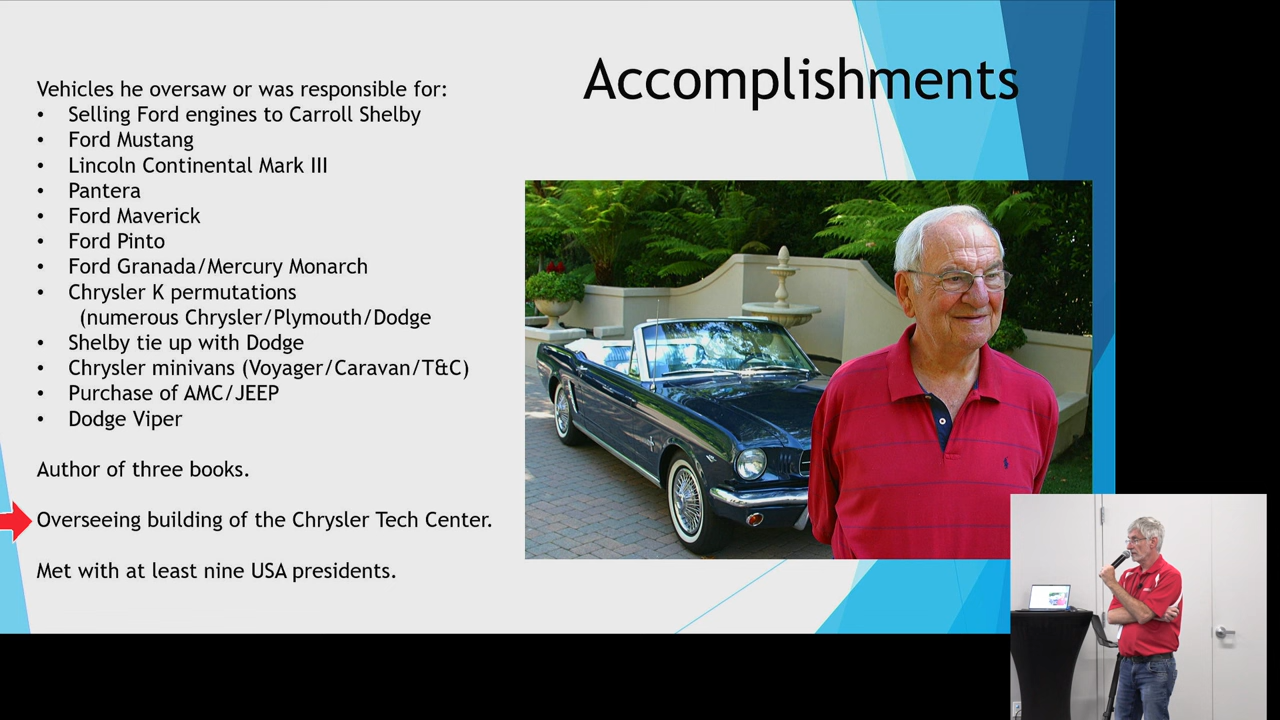 Accomplishments
Vehicles he oversaw or was responsible for:
• Selling Ford engines to Carroll Shelby
• Ford Mustang
• Lincoln Continental Mark III
• Pantera
• Ford Maverick
• Ford Pinto
• Ford Granada/Mercury Monarch
• Chrysler K permutations
(numerous Chrysler/Plymouth/Dodge
• Shelby tie up with Dodge
• Chrysler minivans (Voyager/Caravan/T&C)
• Purchase of AMC/JEEP
• Dodge Viper
Author of three books.
Overseeing building of the Chrysler Tech Center.
Met with at least nine USA presidents.